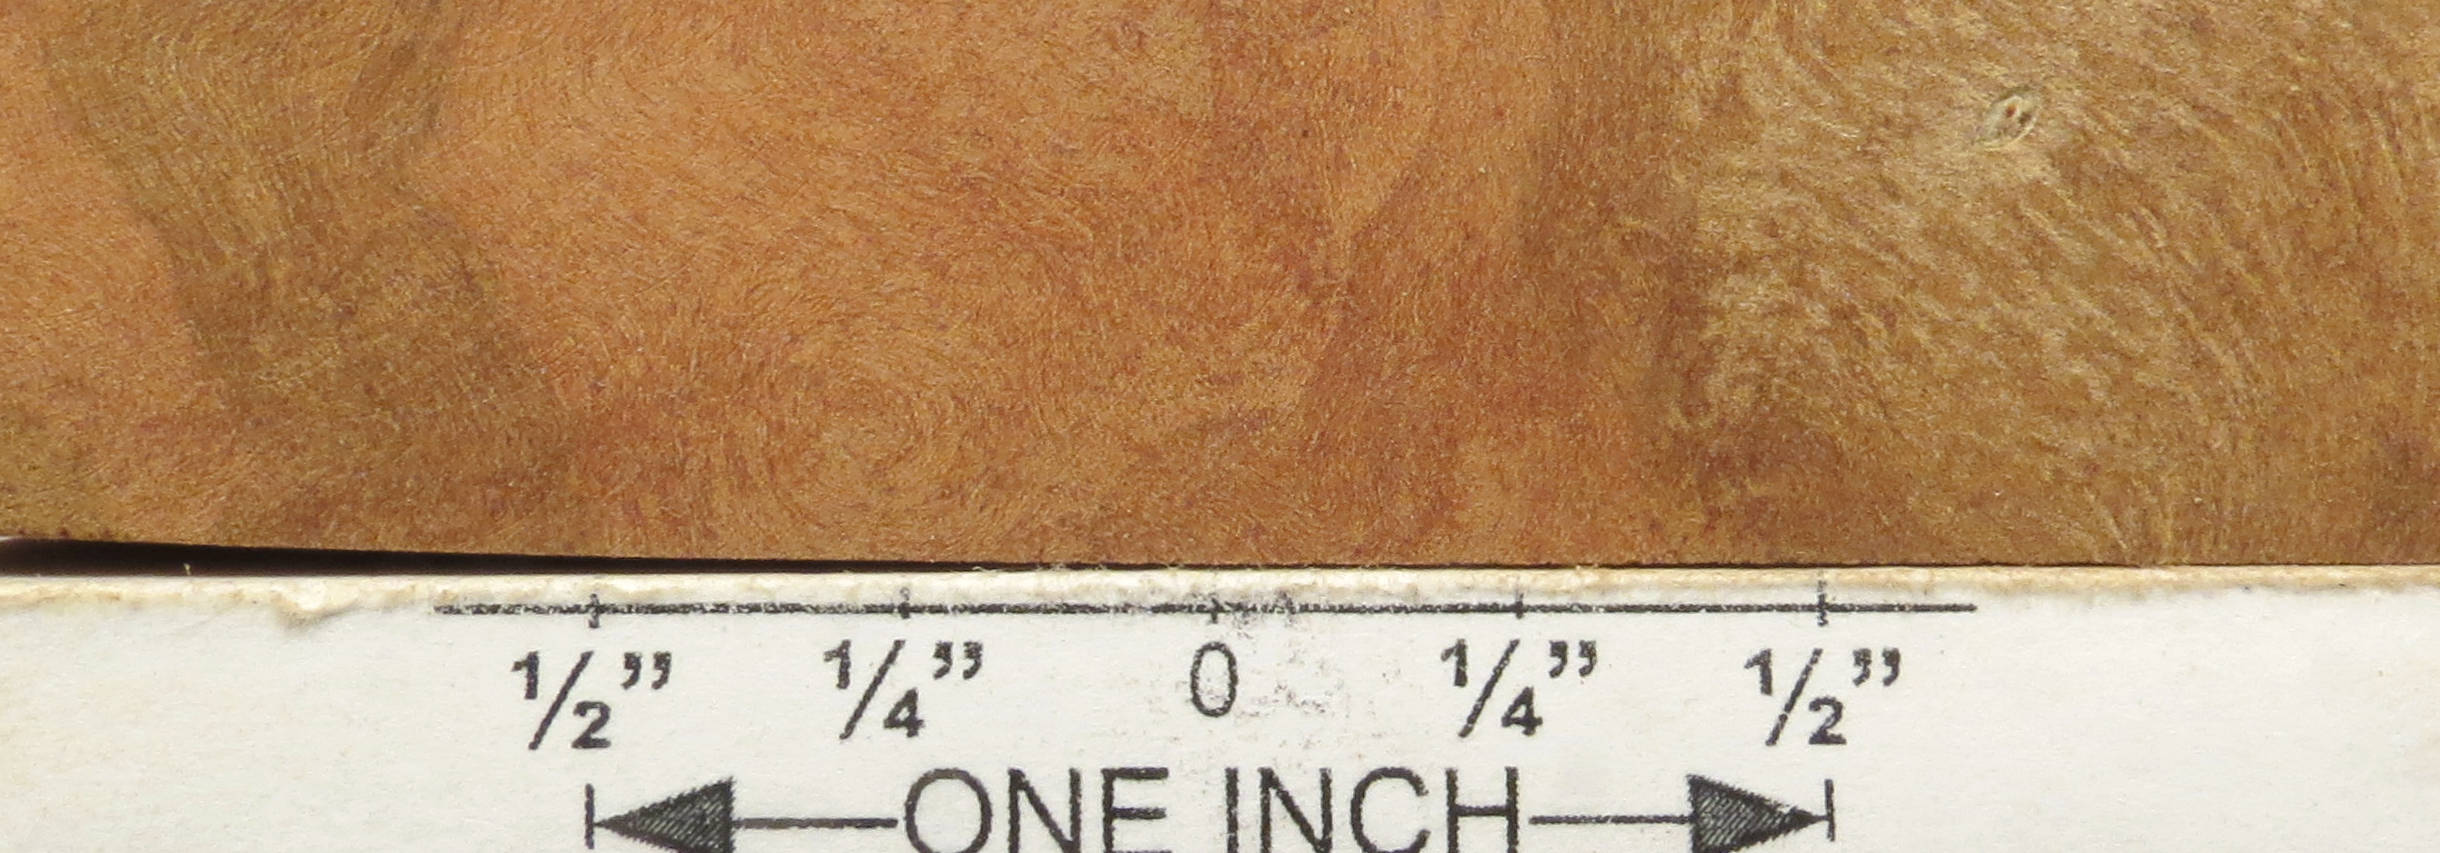 1/2” 1/4” 0 1/4” 1/2”
ONE INCH